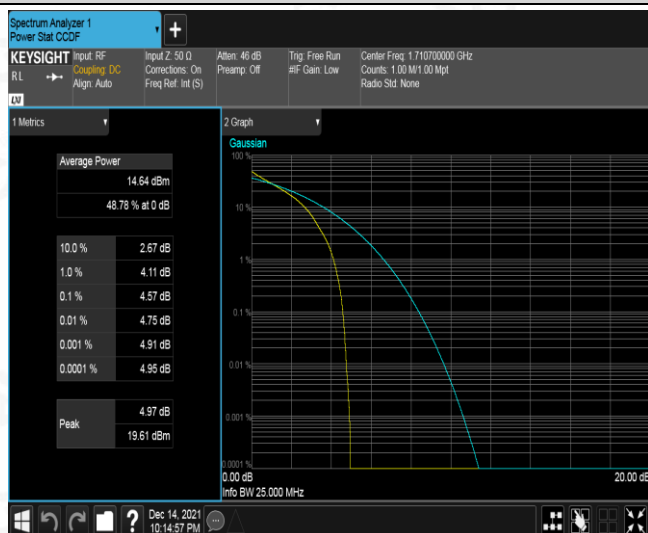 Spectrum Analyzer 1
Power Stat CCDF
KEYSIGHT
RL
LXI
Input: RF
Coupling: DC
Align: Auto
Input Z: 50 Ω
Corrections: On
Freq Ref: Int (S)
Atten: 46 dB
Preamp: Off
Trig: Free Run
#IF Gain: Low
Center Freq: 1.710700000 GHz
Counts: 1.00 M/1.00 Mpt
Radio Std: None
1 Metrics
Average Power
14.64 dBm
48.78 % at 0 dB
10.0 % 2.67 dB
1.0 % 4.11 dB
0.1 % 4.57 dB
0.01 % 4.75 dB
0.001 % 4.91 dB
0.0001 % 4.95 dB
Peak
4.97 dB
19.61 dBm
2 Graph
Gaussian
100 %
10 %
1 %
0.1 %
0.01 %
0.001 %
0.0001 %
0.00 dB
20.00 dB
Info BW 25.000 MHz
Dec 14, 2021
10:14:57 PM